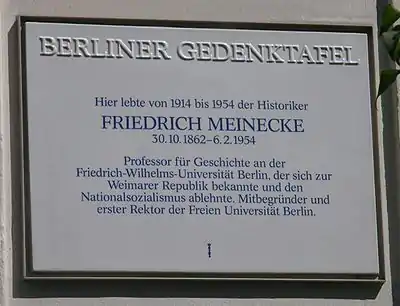 BERLINER GEDENKTAFEL
Hier lebte von 1914 bis 1954 der Historiker
FRIEDRICH MEINECKE
30.10.1862–6.2.1954
Professor für Geschichte an der
Friedrich-Wilhelms-Universität Berlin, der sich zur
Weimarer Republik bekannte und den
Nationalsozialismus ablehnte. Mitbegründer und
erster Rektor der Freien Universität Berlin.